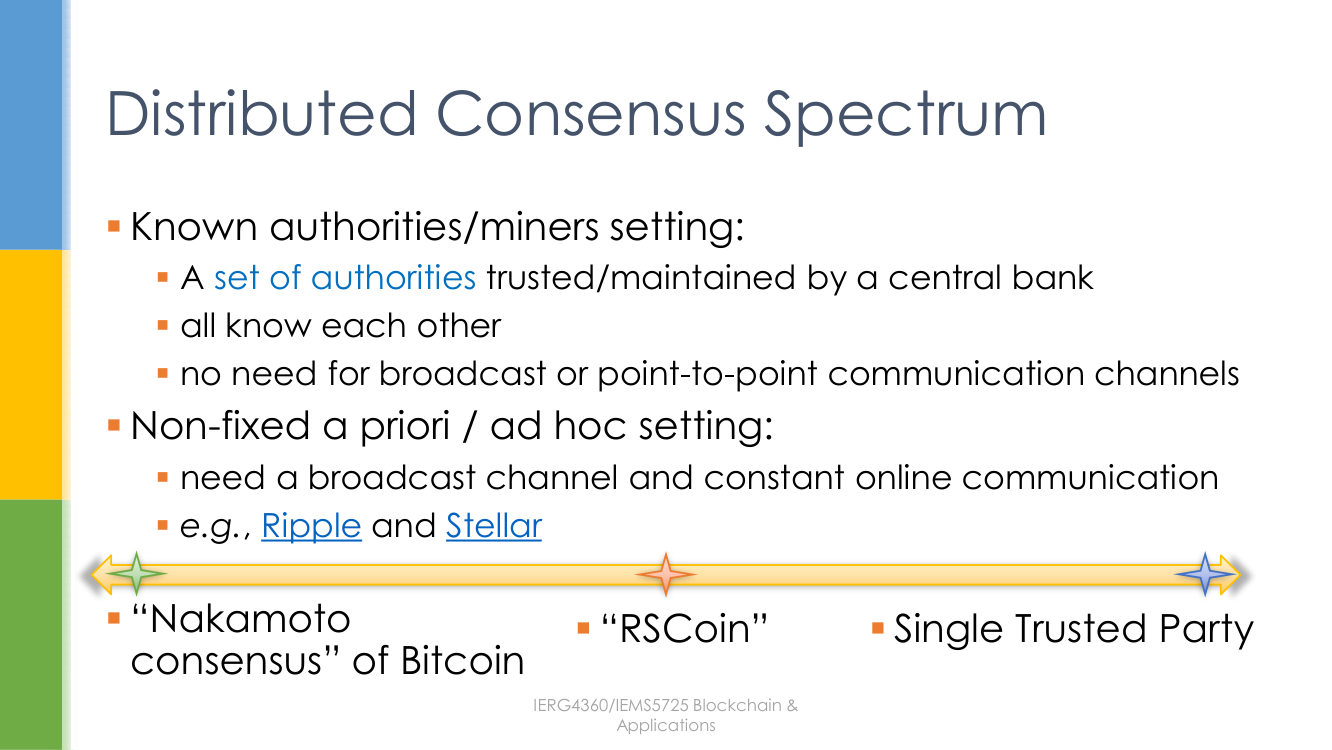 Distributed Consensus Spectrum
▪ Known authorities/miners setting:
▪ A set of authorities trusted/maintained by a central bank
▪ all know each other
▪ no need for broadcast or point-to-point communication channels
▪ Non-fixed a priori / ad hoc setting:
▪ need a broadcast channel and constant online communication
▪ e.g., Ripple and Stellar
▪ “Nakamoto
consensus” of Bitcoin
▪ “RSCoin”
▪ Single Trusted Party
IERG4360/IEMS5725 Blockchain &
Applications